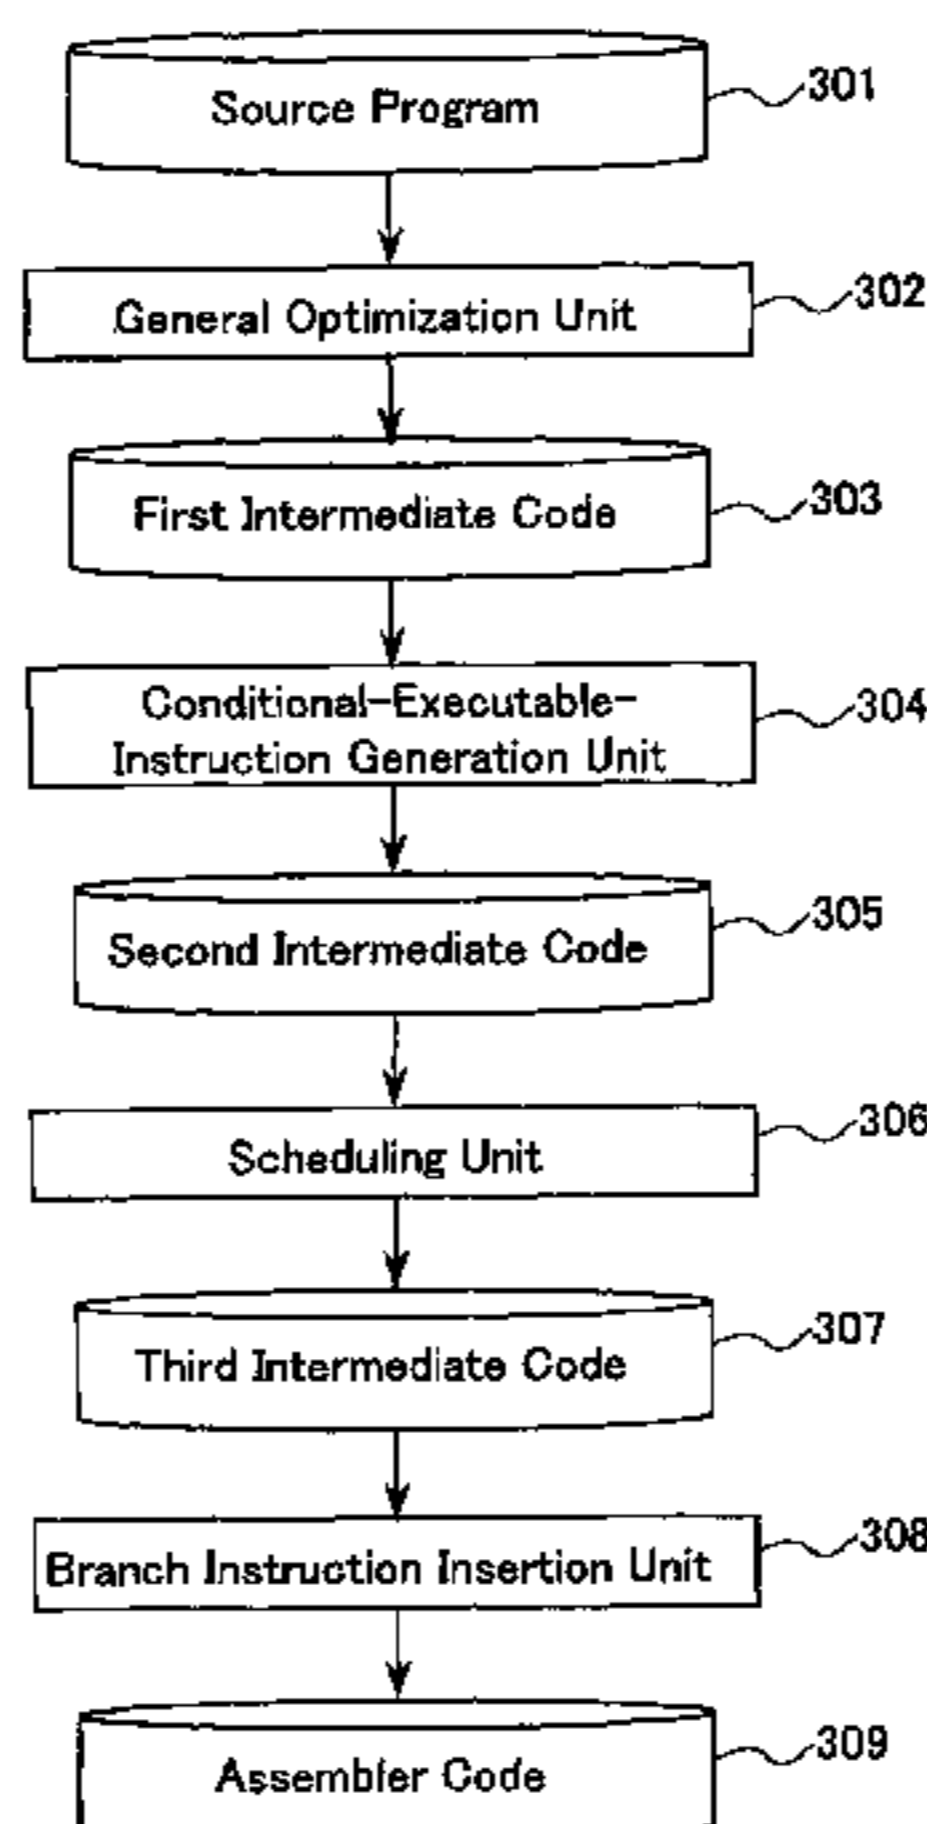 Source Program
301
General Optimization Unit
302
First Intermediate Code
303
Conditional-Executable-
Instruction Generation Unit
304
Second Intermediate Code
305
Scheduling Unit
306
Third Intermediate Code
307
Branch Instruction Insertion Unit
308
Assembler Code
309